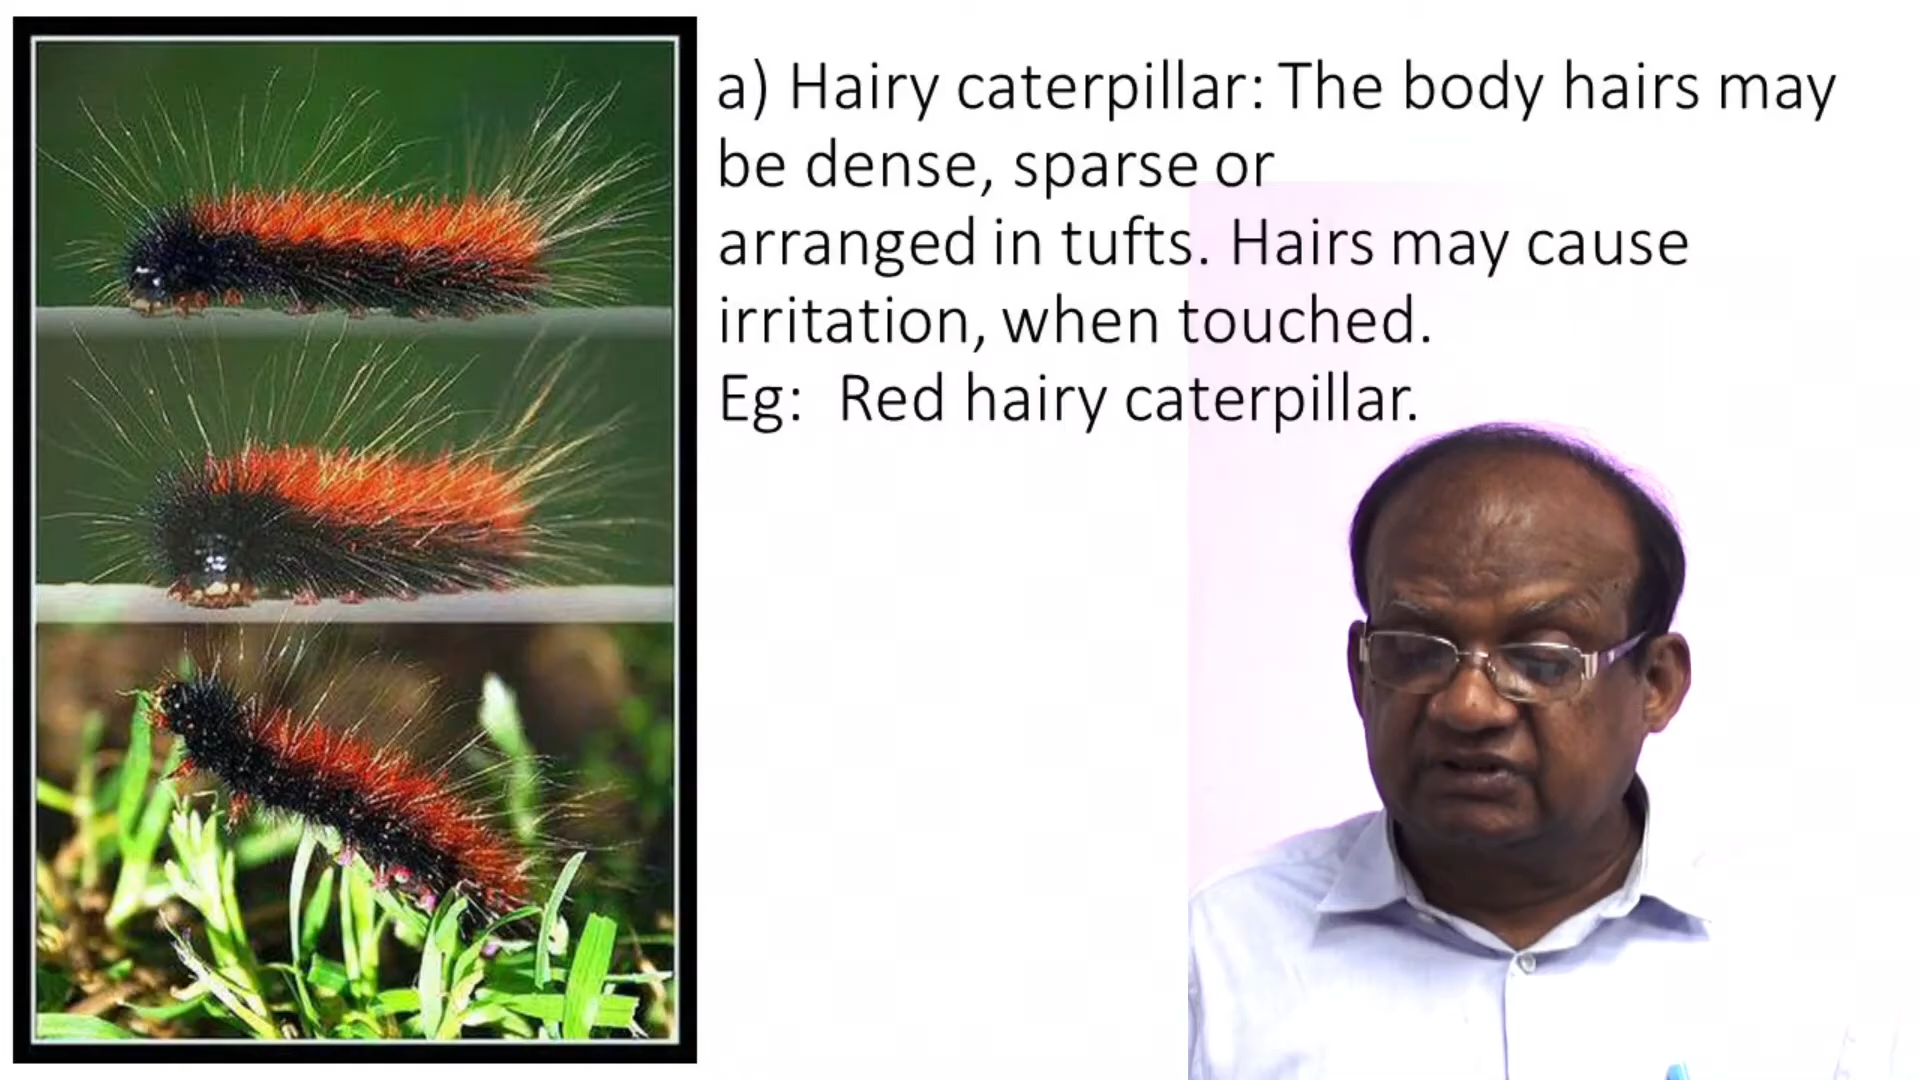 a) Hairy caterpillar: The body hairs may
be dense, sparse or
arranged in tufts. Hairs may cause
irritation, when touched.
Eg:  Red hairy caterpillar.